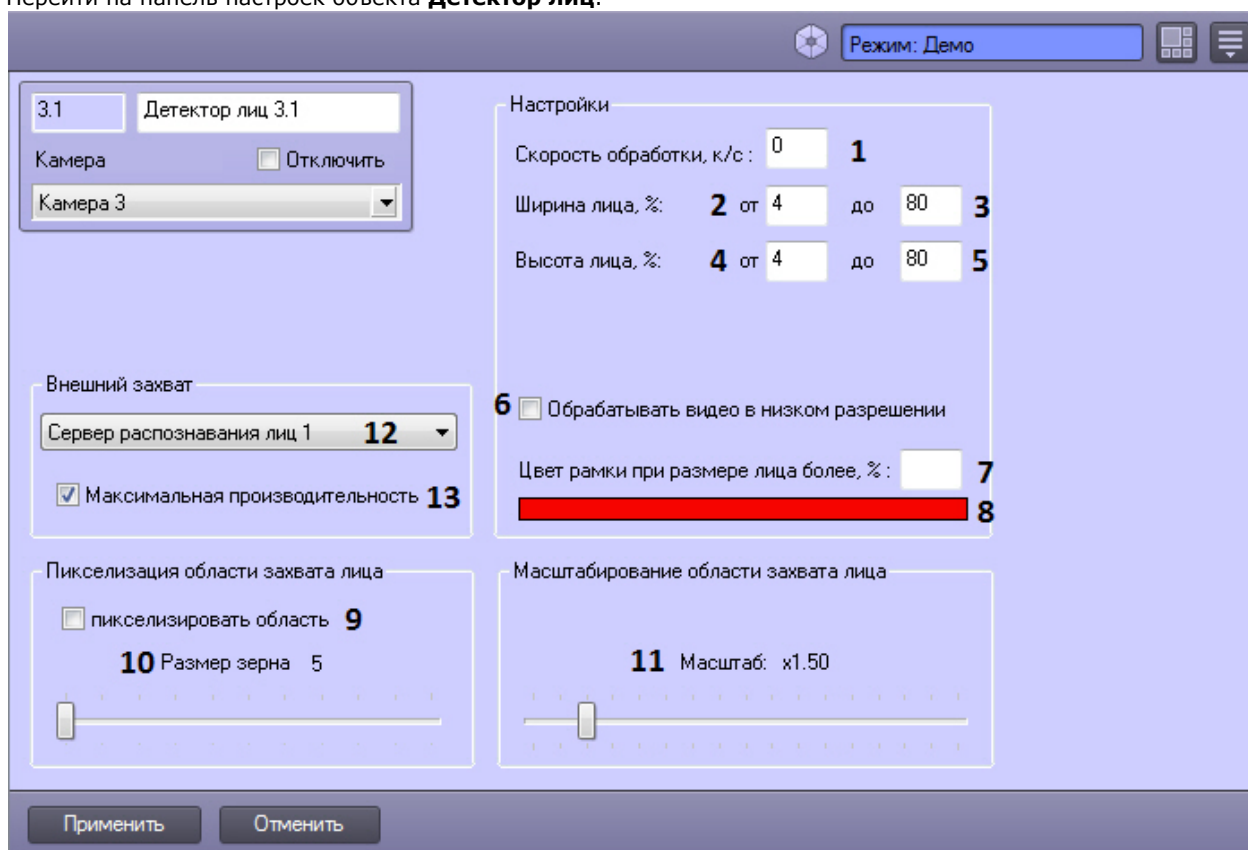 Перейти на панель настроек объекта Детектор лиц.
Режим: Демо
3.1 Детектор лиц 3.1
Камера Отключить
Камера 3
Настройки
Скорость обработки, к/с : 0 1
Ширина лица, %: 2 от 4 до 80 3
Высота лица, %: 4 от 4 до 80 5
6 Обрабатывать видео в низком разрешении
Цвет рамки при размере лица более, % : 7
8
Внешний захват
Сервер распознавания лиц 1 12
Максимальная производительность 13
Пикселизация области захвата лица
пикселизировать область 9
10 Размер зерна 5
Масштабирование области захвата лица
11 Масштаб: x1.50
Применить Отменить